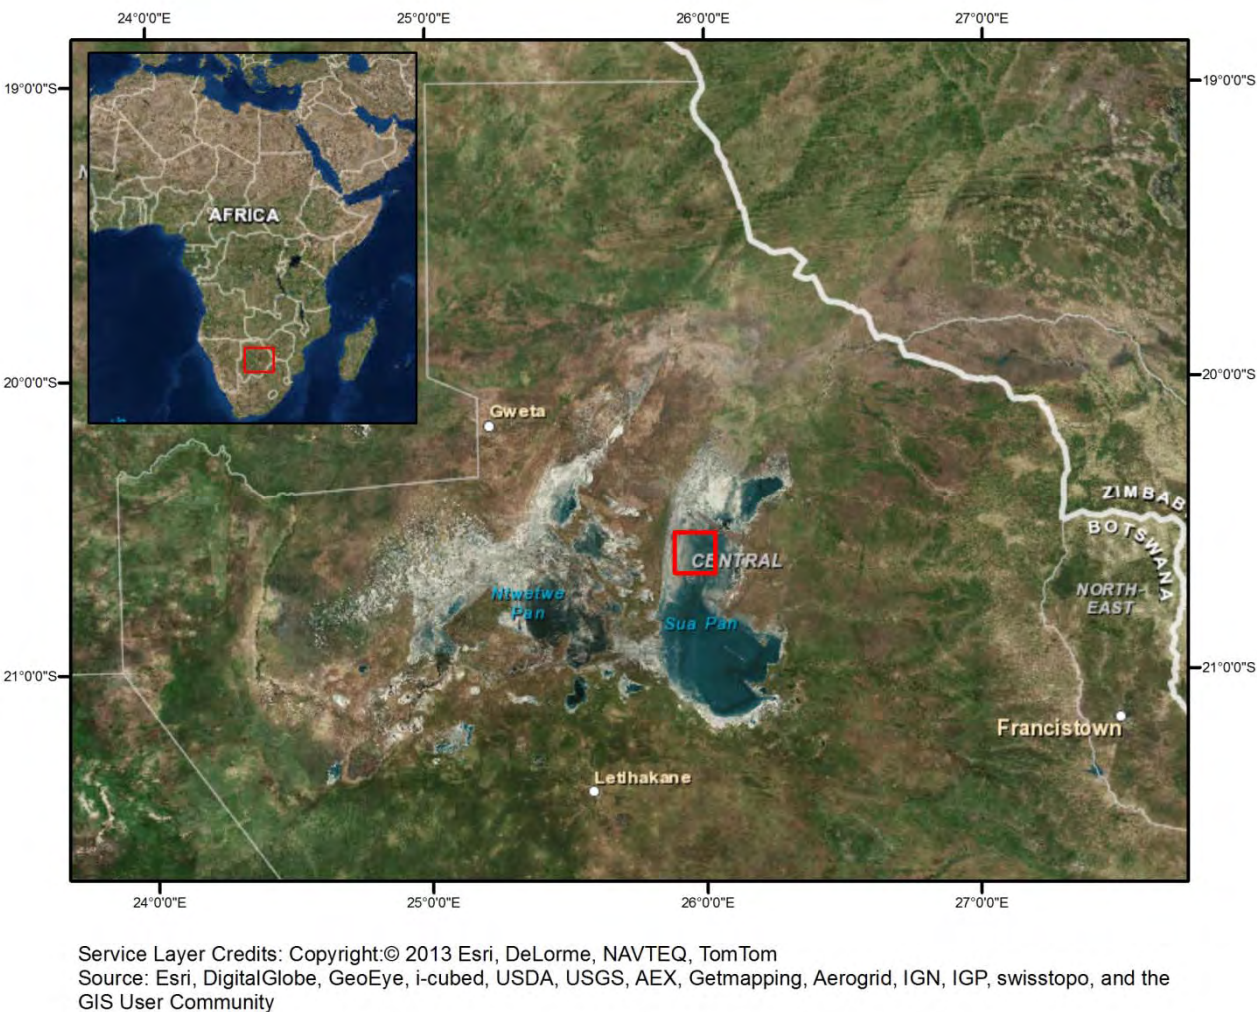 24°0'0"E 25°0'0"E 26°0'0"E 27°0'0"E
19°0'0"S 19°0'0"S
N
AFRICA
20°0'0"S 20°0'0"S
Gweta
ZIMBAB
BOTSWANA
CENTRAL
NORTH-
EAST
Ntwetwe
Pan
Sua Pan
21°0'0"S 21°0'0"S
Francistown
Letlhakane
24°0'0"E 25°0'0"E 26°0'0"E 27°0'0"E
Service Layer Credits: Copyright:© 2013 Esri, DeLorme, NAVTEQ, TomTom
Source: Esri, DigitalGlobe, GeoEye, i-cubed, USDA, USGS, AEX, Getmapping, Aerogrid, IGN, IGP, swisstopo, and the
GIS User Community